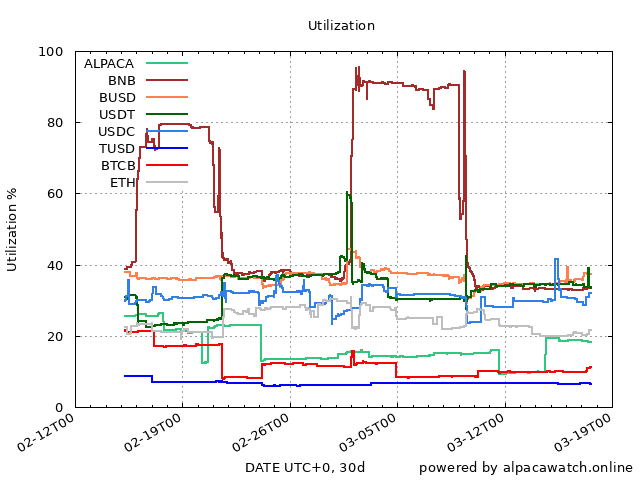 Utilization
100
80
60
40
20
0
Utilization %
ALPACA
BNB
BUSD
USDT
USDC
TUSD
BTCB
ETH
02-12T00
02-19T00
02-26T00
03-05T00
03-12T00
03-19T00
DATE UTC+0, 30d
powered by alpacawatch.online